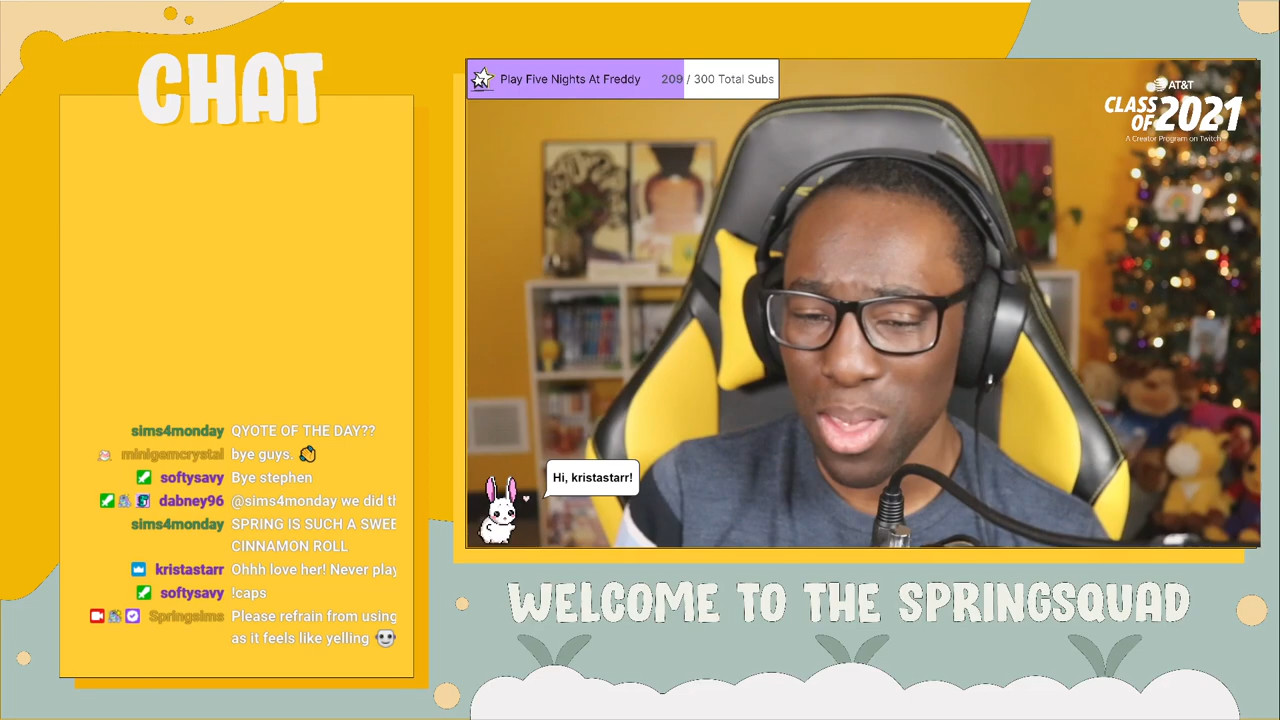 CHAT
sims4monday QYOTE OF THE DAY??
minigemcrystal bye guys.
softysavy Bye stephen
dabney96 @sims4monday we did th
sims4monday SPRING IS SUCH A SWEE
CINNAMON ROLL
kristastarr Ohhh love her! Never play
softysavy !caps
Springsims Please refrain from using
as it feels like yelling
Play Five Nights At Freddy 209 / 300 Total Subs
AT&T
CLASS
OF 2021
A Creator Program on Twitch
Hi, kristastarr!
WELCOME TO THE SPRINGSQUAD